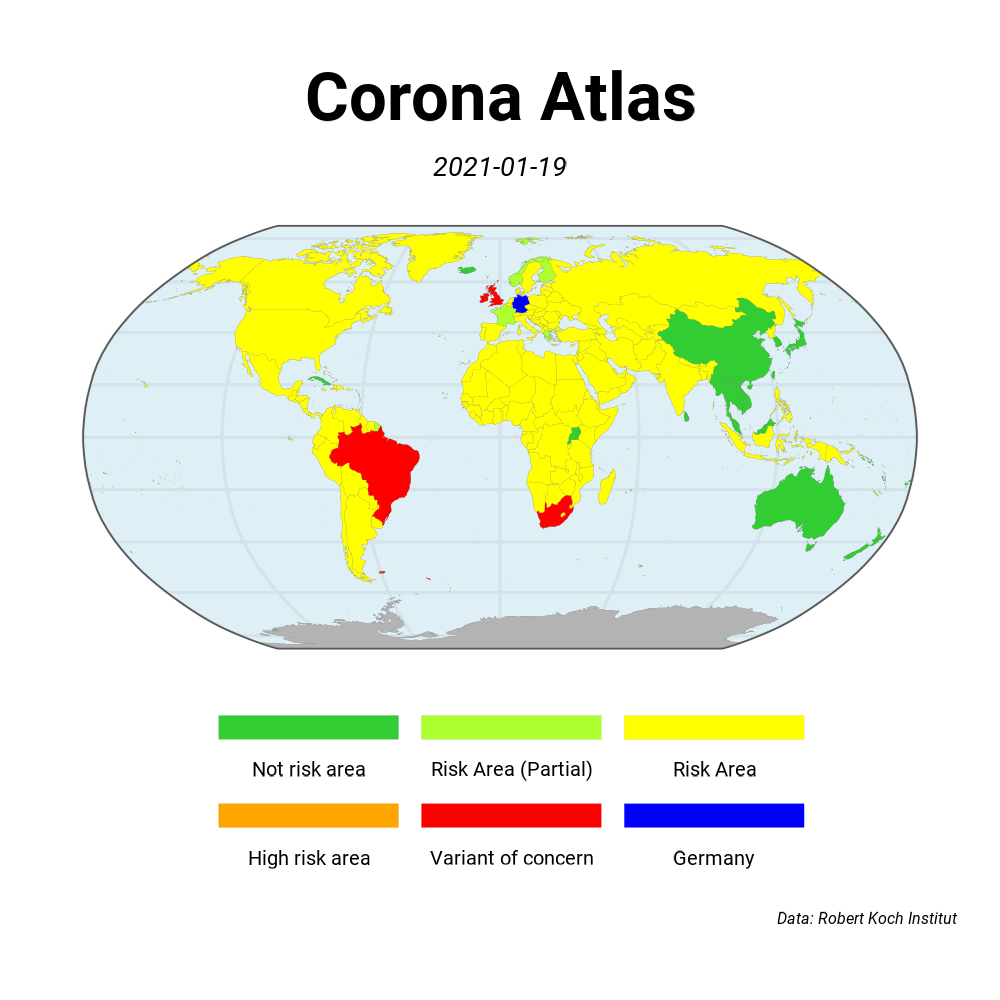 Corona Atlas
2021-01-19
Not risk area
Risk Area (Partial)
Risk Area
High risk area
Variant of concern
Germany
Data: Robert Koch Institut